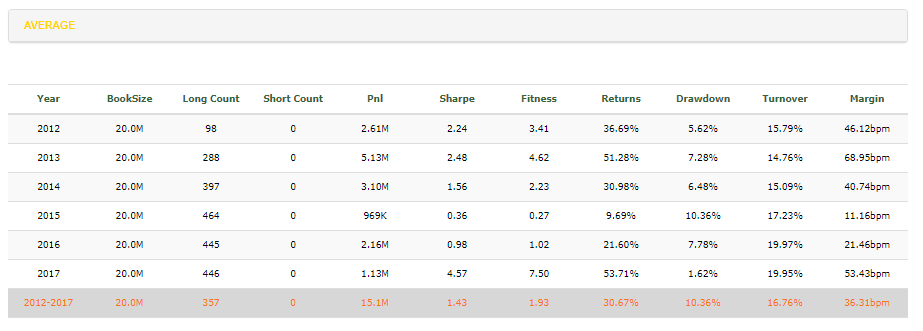 AVERAGE
Year BookSize Long Count Short Count Pnl Sharpe Fitness Returns Drawdown Turnover Margin
2012 20.0M 98 0 2.61M 2.24 3.41 36.69% 5.62% 15.79% 46.12bpm
2013 20.0M 288 0 5.13M 2.48 4.62 51.28% 7.28% 14.76% 68.95bpm
2014 20.0M 397 0 3.10M 1.56 2.23 30.98% 6.48% 15.09% 40.74bpm
2015 20.0M 464 0 969K 0.36 0.27 9.69% 10.36% 17.23% 11.16bpm
2016 20.0M 445 0 2.16M 0.98 1.02 21.60% 7.78% 19.97% 21.46bpm
2017 20.0M 446 0 1.13M 4.57 7.50 53.71% 1.62% 19.95% 53.43bpm
2012-2017 20.0M 357 0 15.1M 1.43 1.93 30.67% 10.36% 16.76% 36.31bpm